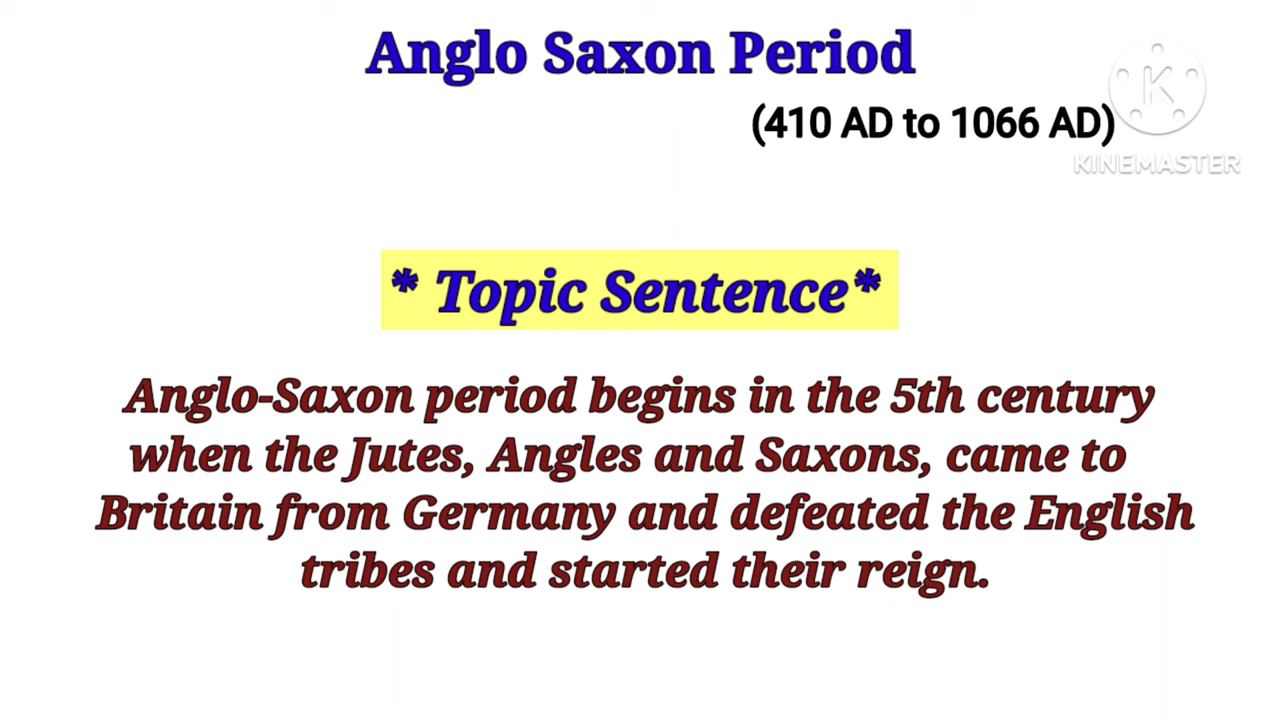 Anglo Saxon Period
(410 AD to 1066 AD)
K
KINEMASTER
* Topic Sentence*
Anglo-Saxon period begins in the 5th century
when the Jutes, Angles and Saxons, came to
Britain from Germany and defeated the English
tribes and started their reign.